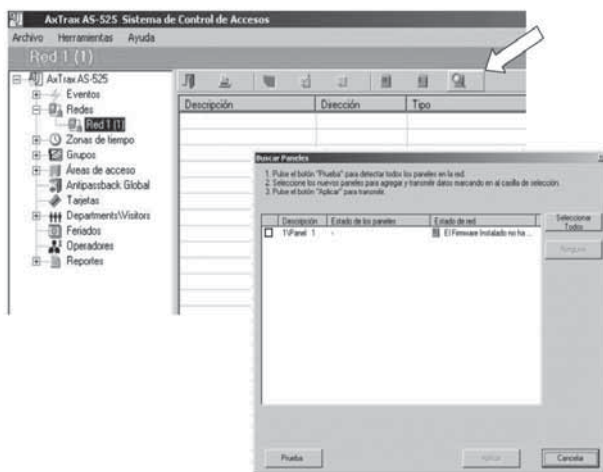 AxTrax AS-525 Sistema de Control de Accesos
Archivo Herramientas Ayuda
Red 1 (1)
AxTrax AS-525
Eventos
Redes
Red 1 (1)
Zonas de tiempo
Grupos
Áreas de acceso
Antipassback Global
Tarjetas
Departments\Visitors
Feriados
Operadores
Reportes
Descripción Dirección Tipo
Buscar Paneles
1. Pulse el botón "Prueba" para detectar todos los paneles en la red.
2. Seleccione los nuevos paneles para agregar y transmitir datos marcando en al casilla de selección.
3. Pulse el botón "Aplicar" para transmitir.
Descripción Estado de los paneles Estado de red
1\Panel 1 - El Firmware Instalado no ha ...
Seleccionar Todos
Ninguno
Prueba Aplicar Cancelar